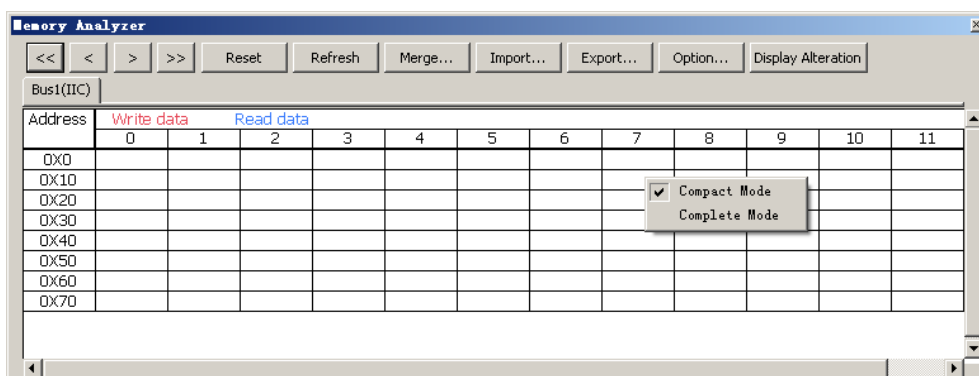 Memory Analyzer
<< < > >> Reset Refresh Merge... Import... Export... Option... Display Alteration
Bus1(IIC)
Address Write data Read data
0 1 2 3 4 5 6 7 8 9 10 11
0X0
0X10
0X20
0X30
0X40
0X50
0X60
0X70
Compact Mode
Complete Mode